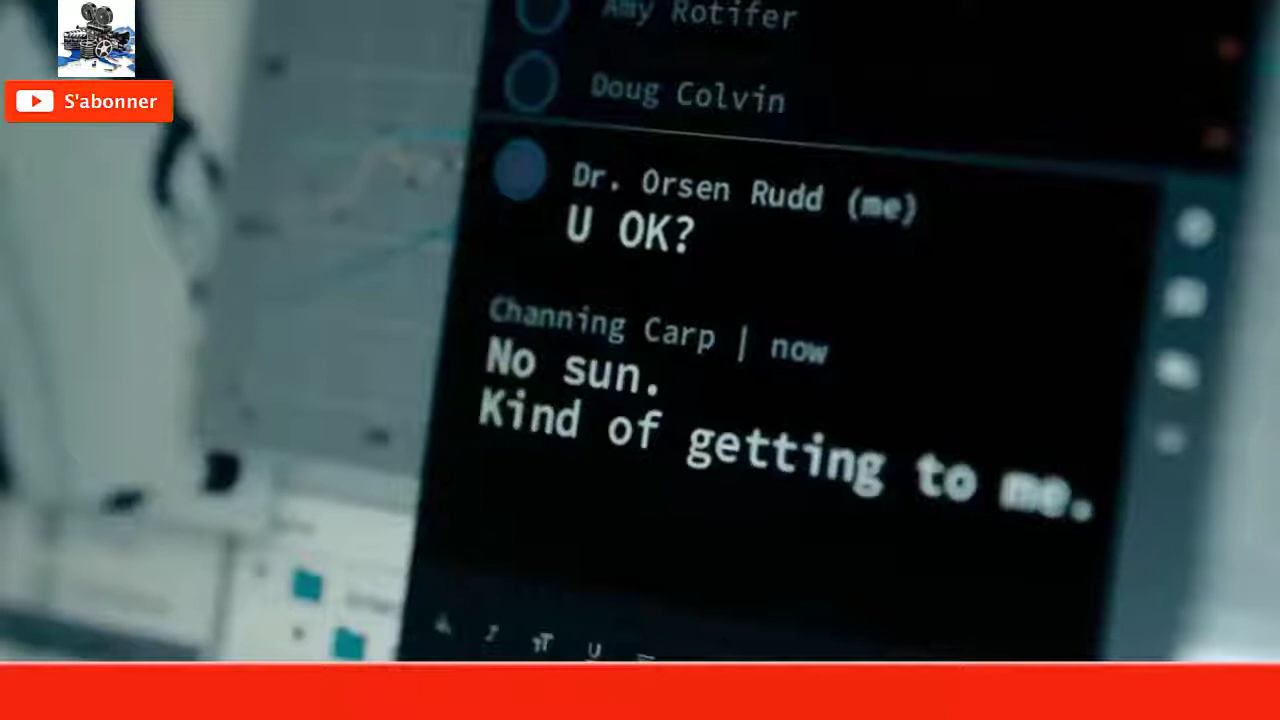 S'abonner
Amy Rotifer
Doug Colvin
Dr. Orsen Rudd (me)
U OK?
Channing Carp | now
No sun.
Kind of getting to me.